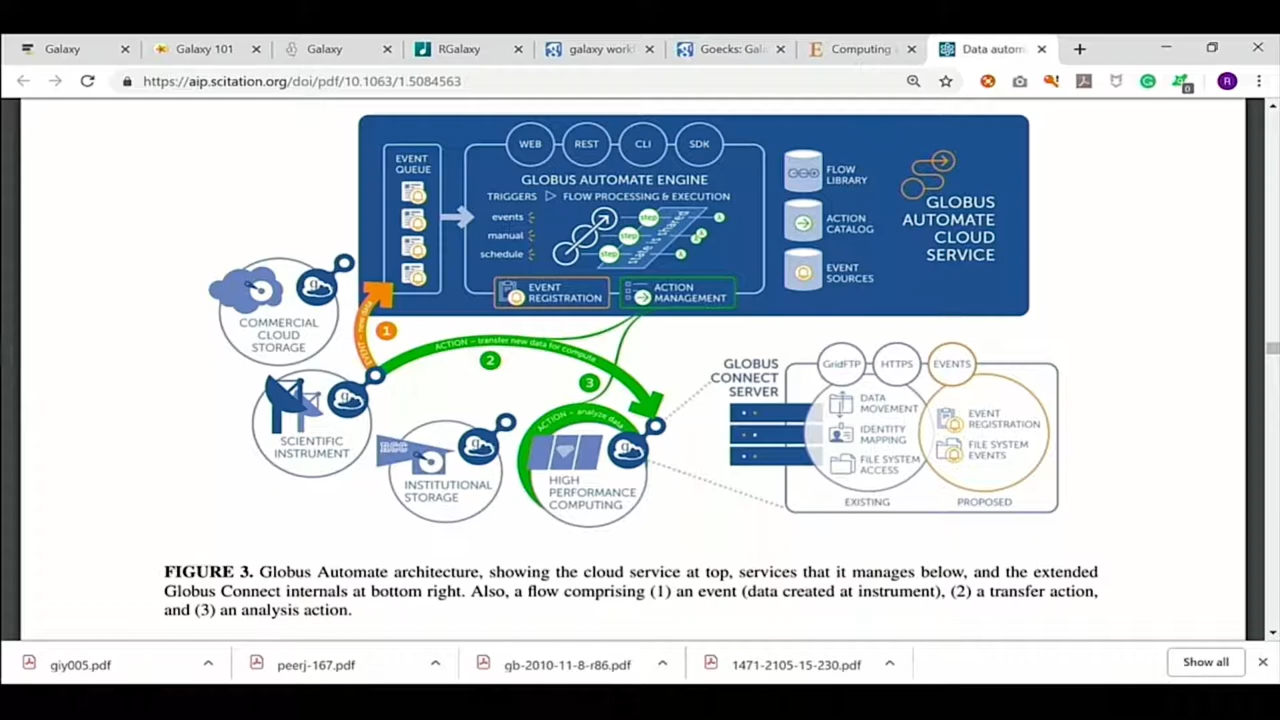 Galaxy
Galaxy 101
Galaxy
RGalaxy
galaxy workf
Goecks: Gal
Computing
Data autom
https://aip.scitation.org/doi/pdf/10.1063/1.5084563
R
0
EVENT
QUEUE
WEB
REST
CLI
SDK
GLOBUS AUTOMATE ENGINE
TRIGGERS
FLOW PROCESSING & EXECUTION
events
manual
schedule
step
step
step
EVENT
REGISTRATION
ACTION
MANAGEMENT
FLOW
LIBRARY
ACTION
CATALOG
EVENT
SOURCES
GLOBUS
AUTOMATE
CLOUD
SERVICE
COMMERCIAL
CLOUD
STORAGE
EVENT – new data
1
ACTION – transfer new data for compute
2
3
SCIENTIFIC
INSTRUMENT
RCC
INSTITUTIONAL
STORAGE
ACTION – analyze data
HIGH
PERFORMANCE
COMPUTING
g
g
g
g
GLOBUS
CONNECT
SERVER
GridFTP
HTTPS
EVENTS
DATA
MOVEMENT
IDENTITY
MAPPING
FILE SYSTEM
ACCESS
EXISTING
EVENT
REGISTRATION
FILE SYSTEM
EVENTS
PROPOSED
FIGURE 3. Globus Automate architecture, showing the cloud service at top, services that it manages below, and the extended
Globus Connect internals at bottom right. Also, a flow comprising (1) an event (data created at instrument), (2) a transfer action,
and (3) an analysis action.
giy005.pdf
peerj-167.pdf
gb-2010-11-8-r86.pdf
1471-2105-15-230.pdf
Show all